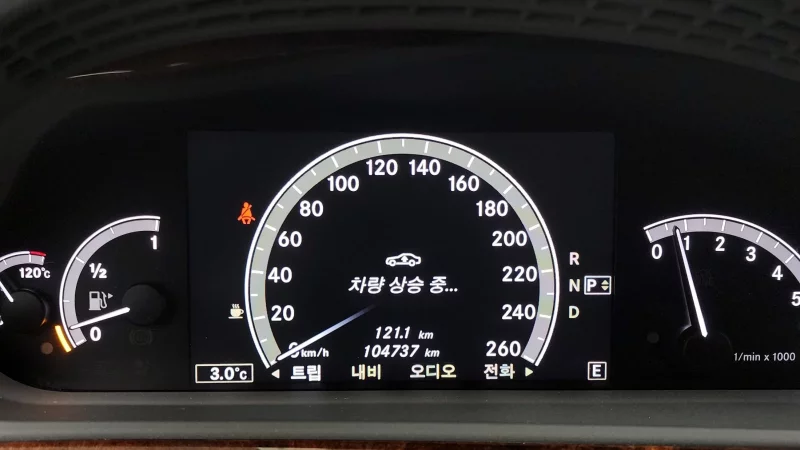 120 140
100 160
80 180
60 200
40 220
20 240
0 km/h 260
차량 상승 중...
121.1 km
104737 km
◀ 트립 내비 오디오 전화 ▶
3.0°C
E
R
N P
D
120°C
1
½
0
0 1 2 3 4 5
1/min x 1000